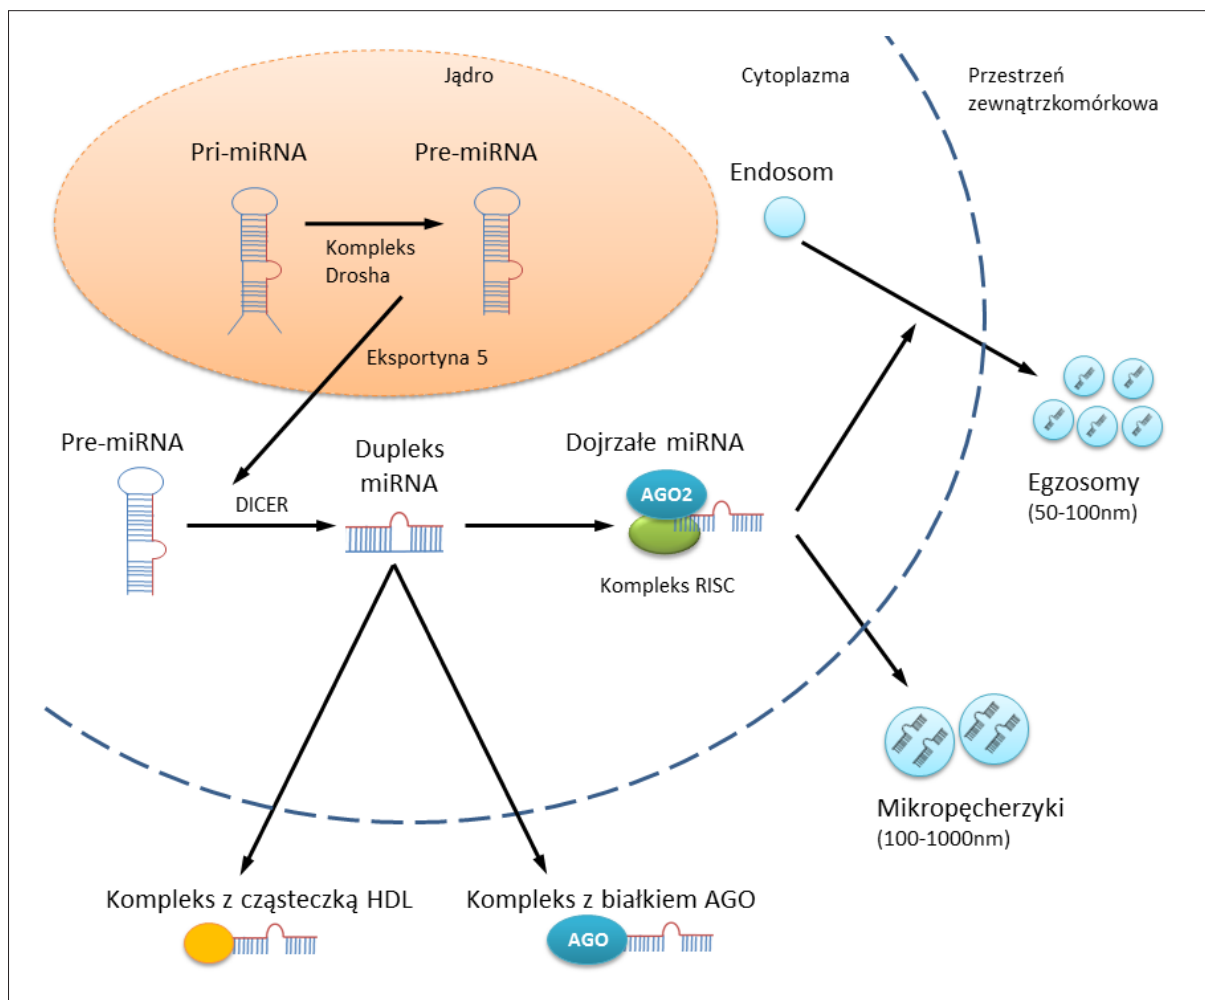 Jądro
Cytoplazma
Przestrzeń
zewnątrzkomórkowa
Pri-miRNA
Pre-miRNA
Endosom
Kompleks
Drosha
Eksportyna 5
Pre-miRNA
DICER
Dupleks
miRNA
Dojrzałe miRNA
AGO2
Kompleks RISC
Egzosomy
(50-100nm)
Mikropęcherzyki
(100-1000nm)
Kompleks z cząsteczką HDL
Kompleks z białkiem AGO
AGO